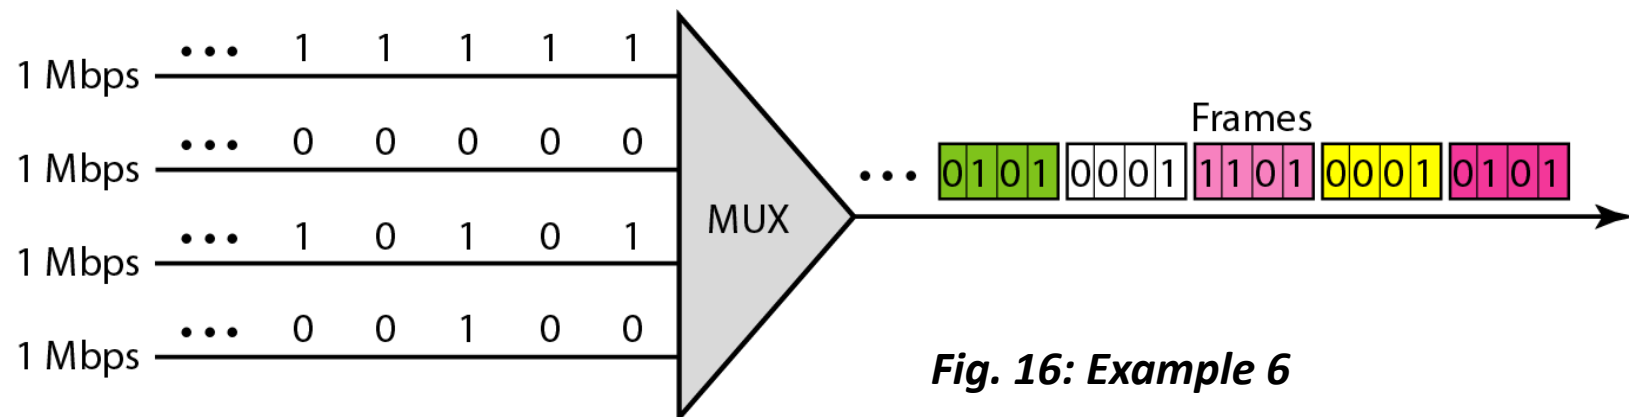 1 Mbps ••• 1 1 1 1 1
1 Mbps ••• 0 0 0 0 0
1 Mbps ••• 1 0 1 0 1
1 Mbps ••• 0 0 1 0 0
MUX
Frames
••• 0101 0001 1101 0001 0101
Fig. 16: Example 6